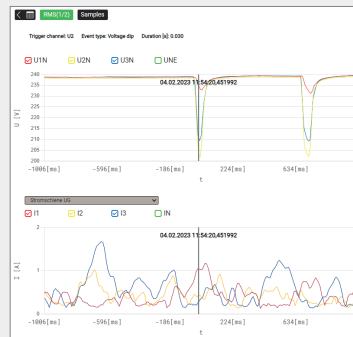 RMS(1/2) Samples
Trigger channel: U2 Event type: Voltage dip Duration [s]: 0.030
U1N U2N U3N UNE
04.02.2023 11:54:20,451992
240
235
230
225
220
215
210
205
200
U [V]
-1006[ms] -596[ms] -186[ms] 224[ms] 634[ms]
t
Stromschiene UG
I1 I2 I3 IN
04.02.2023 11:54:20,451992
2
1
0
I [A]
-1006[ms] -596[ms] -186[ms] 224[ms] 634[ms]
t